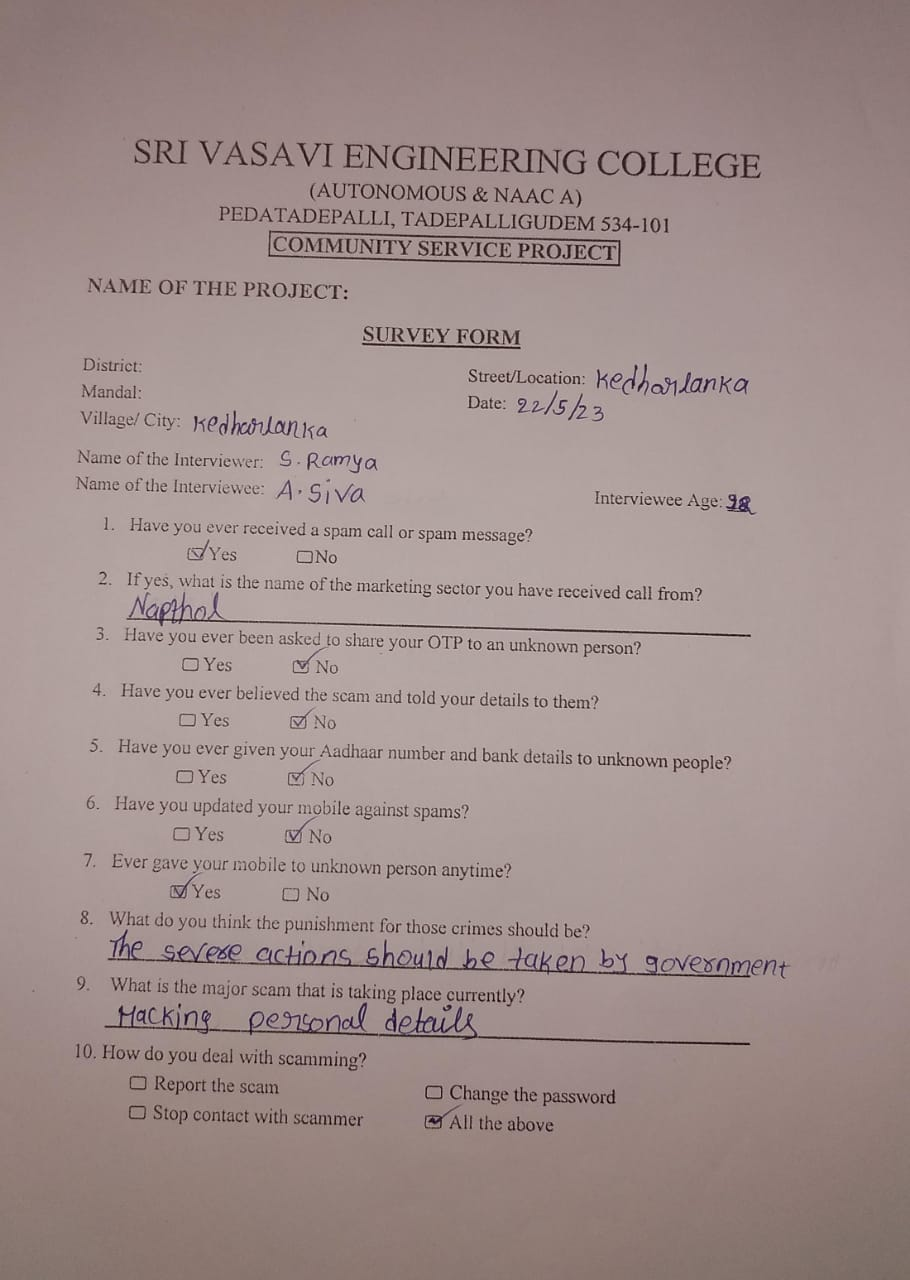 SRI VASAVI ENGINEERING COLLEGE
(AUTONOMOUS & NAAC A)
PEDATADEPALLI, TADEPALLIGUDEM 534-101
COMMUNITY SERVICE PROJECT
NAME OF THE PROJECT:
SURVEY FORM
District:
Mandal:
Village/ City: Kedharlanka
Street/Location: Kedharlanka
Date: 22/5/23
Name of the Interviewer: S. Ramya
Name of the Interviewee: A. Siva
Interviewee Age:
1. Have you ever received a spam call or spam message?
☑Yes ☐No
2. If yes, what is the name of the marketing sector you have received call from?
Napthol
3. Have you ever been asked to share your OTP to an unknown person?
☐ Yes ☑ No
4. Have you ever believed the scam and told your details to them?
☐ Yes ☑ No
5. Have you ever given your Aadhaar number and bank details to unknown people?
☐ Yes ☑ No
6. Have you updated your mobile against spams?
☐ Yes ☑ No
7. Ever gave your mobile to unknown person anytime?
☑ Yes ☐ No
8. What do you think the punishment for those crimes should be?
The severe actions should be taken by government
9. What is the major scam that is taking place currently?
Hacking personal details
10. How do you deal with scamming?
☐ Report the scam ☐ Change the password
☐ Stop contact with scammer ☑ All the above